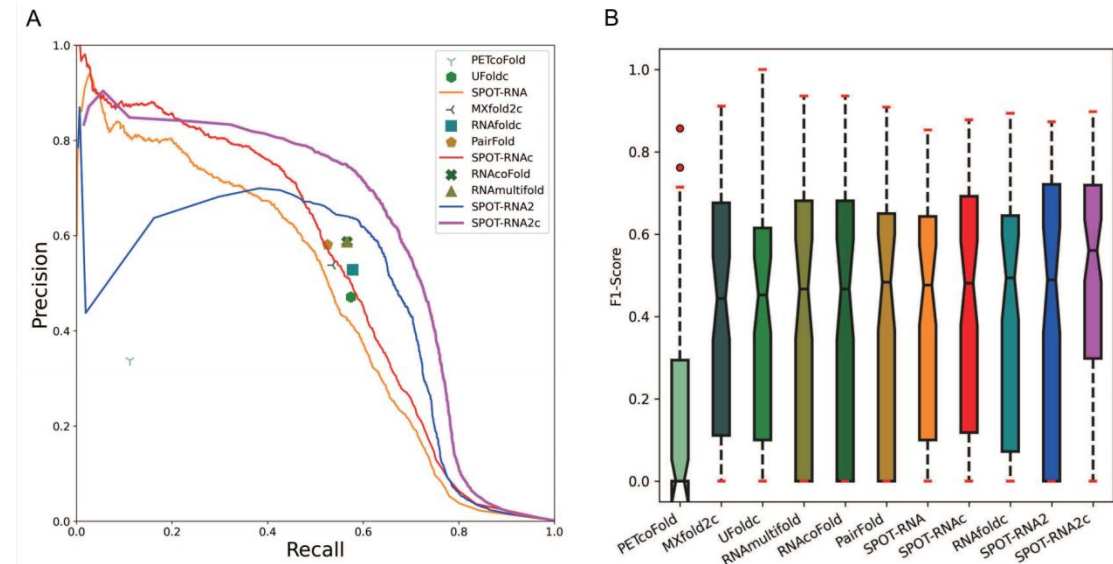 A
Precision
1.0
0.8
0.6
0.4
0.2
0.0
0.0 0.2 0.4 0.6 0.8 1.0
Recall
PETcoFold
UFoldc
SPOT-RNA
MXfold2c
RNAfoldc
PairFold
SPOT-RNAc
RNAcoFold
RNAmultifold
SPOT-RNA2
SPOT-RNA2c
B
F1-Score
1.0
0.8
0.6
0.4
0.2
0.0
PETcoFold
MXfold2c
UFoldc
RNAmultifold
RNAcoFold
PairFold
SPOT-RNA
SPOT-RNAc
RNAfoldc
SPOT-RNA2
SPOT-RNA2c